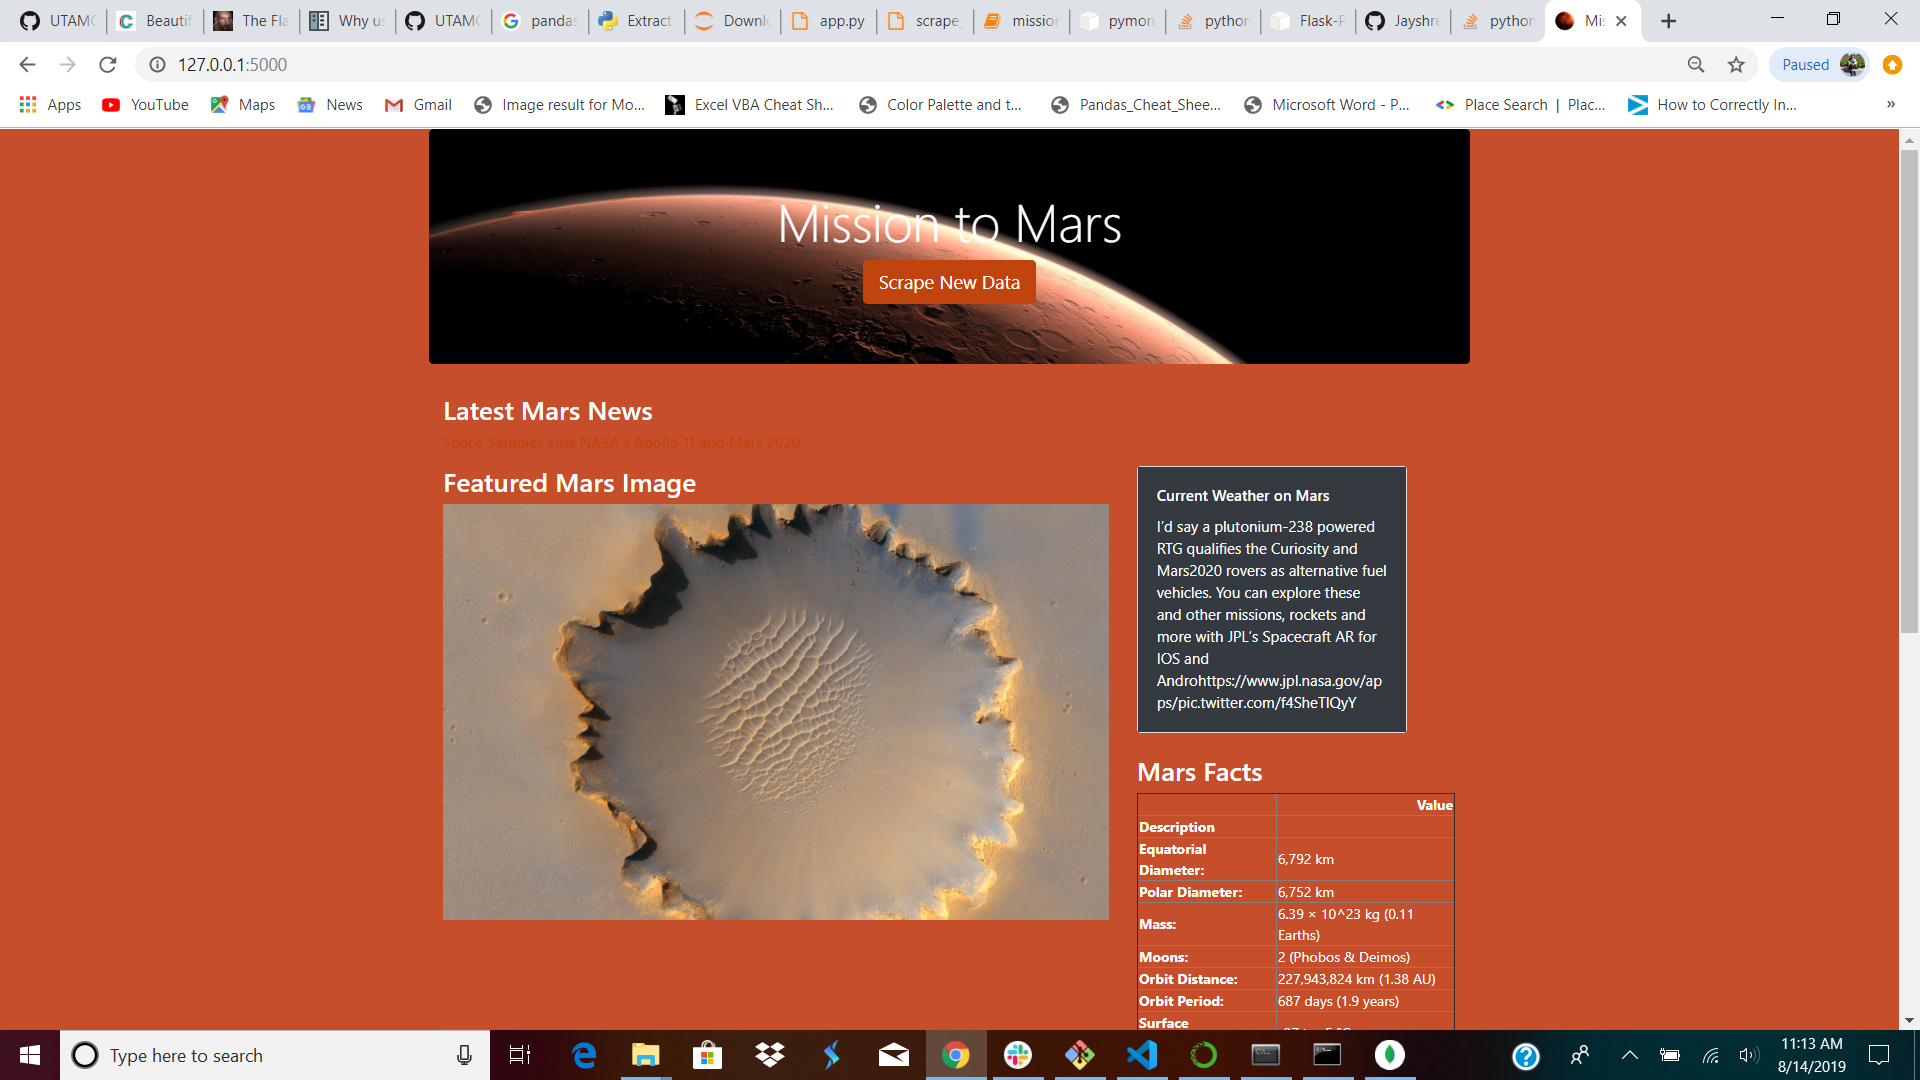 UTAMC
Beautif
The Fla
Why us
UTAMC
pandas
Extract
Downlo
app.py
scrape_
mission
pymon
python
Flask-P
Jayshre
python
Mis
127.0.0.1:5000
Paused
Apps
YouTube
Maps
News
Gmail
Image result for Mo...
Excel VBA Cheat Sh...
Color Palette and t...
Pandas_Cheat_Shee...
Microsoft Word - P...
Place Search | Plac...
How to Correctly In...
»
Mission to Mars
Scrape New Data
Latest Mars News
Space Samples Link NASA's Apollo 11 and Mars 2020
Featured Mars Image
Current Weather on Mars
I'd say a plutonium-238 powered
RTG qualifies the Curiosity and
Mars2020 rovers as alternative fuel
vehicles. You can explore these
and other missions, rockets and
more with JPL's Spacecraft AR for
IOS and
Androhttps://www.jpl.nasa.gov/ap
ps/pic.twitter.com/f4SheTIQyY
Mars Facts
Value
Description
Equatorial
Diameter:
6,792 km
Polar Diameter:
6,752 km
Mass:
6.39 × 10^23 kg (0.11
Earths)
Moons:
2 (Phobos & Deimos)
Orbit Distance:
227,943,824 km (1.38 AU)
Orbit Period:
687 days (1.9 years)
Surface
Type here to search
11:13 AM
8/14/2019